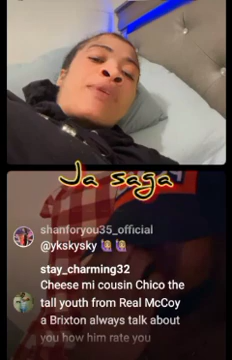 Ja saga
shanforyou35_official
@ykskysky 🙋‍♀️🙋‍♀️
stay_charming32
Cheese mi cousin Chico the
tall youth from Real McCoy
a Brixton always talk about
you how him rate you